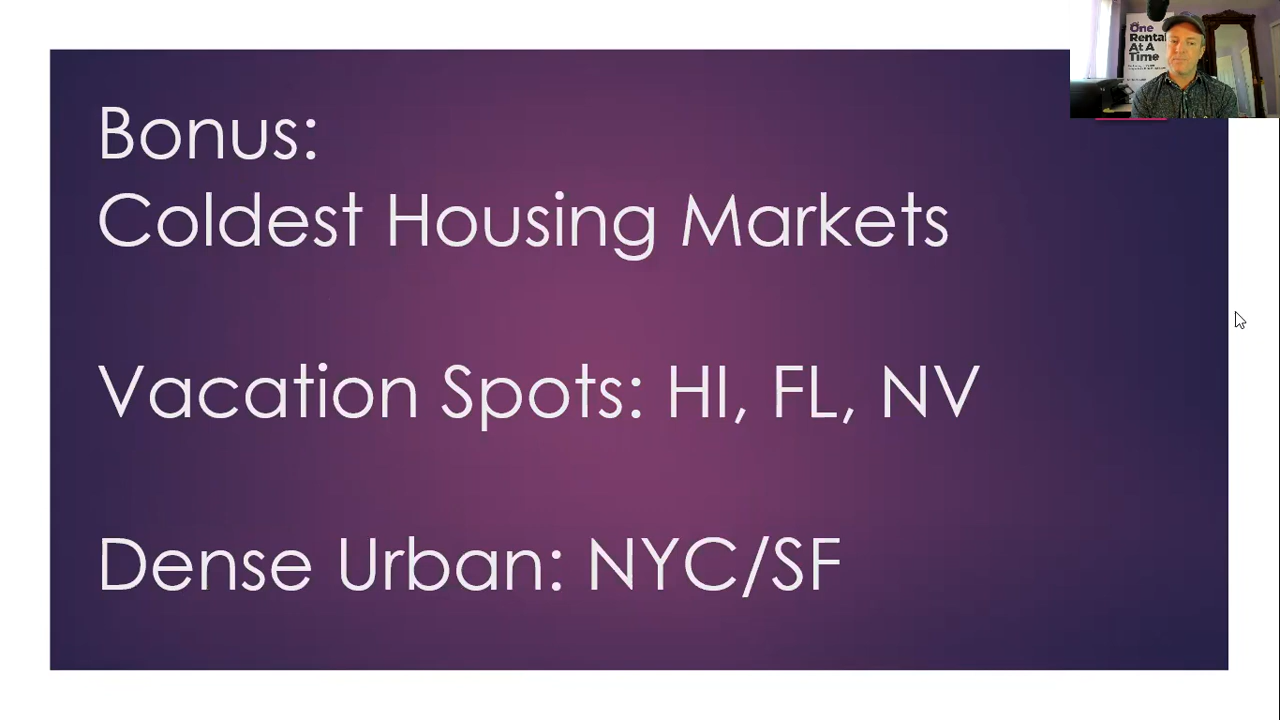 Bonus:
Coldest Housing Markets
Vacation Spots: HI, FL, NV
Dense Urban: NYC/SF
One
Rental
At A
Time